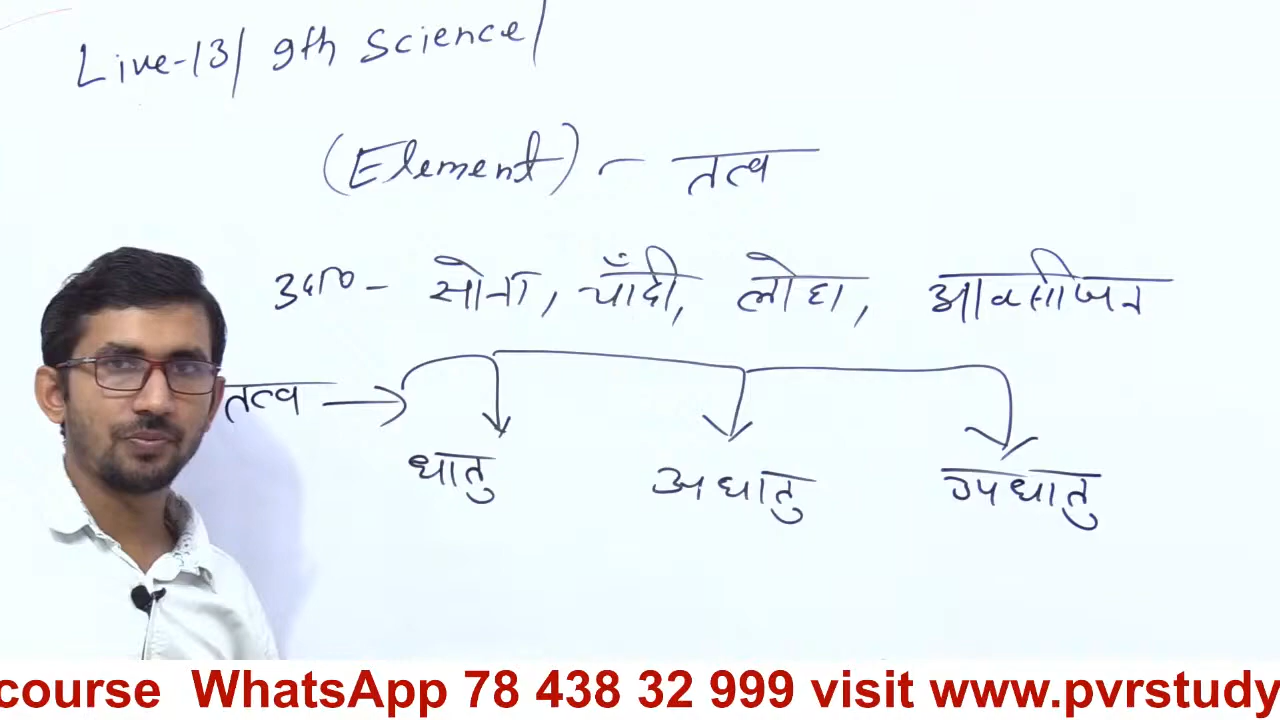 Live-13/ 9th Science/
(Element) - तत्व
उदा० - सोना, चाँदी, लोहा, आक्सीजन
तत्व →
धातु अधातु उपधातु
course WhatsApp 78 438 32 999 visit www.pvrstudy